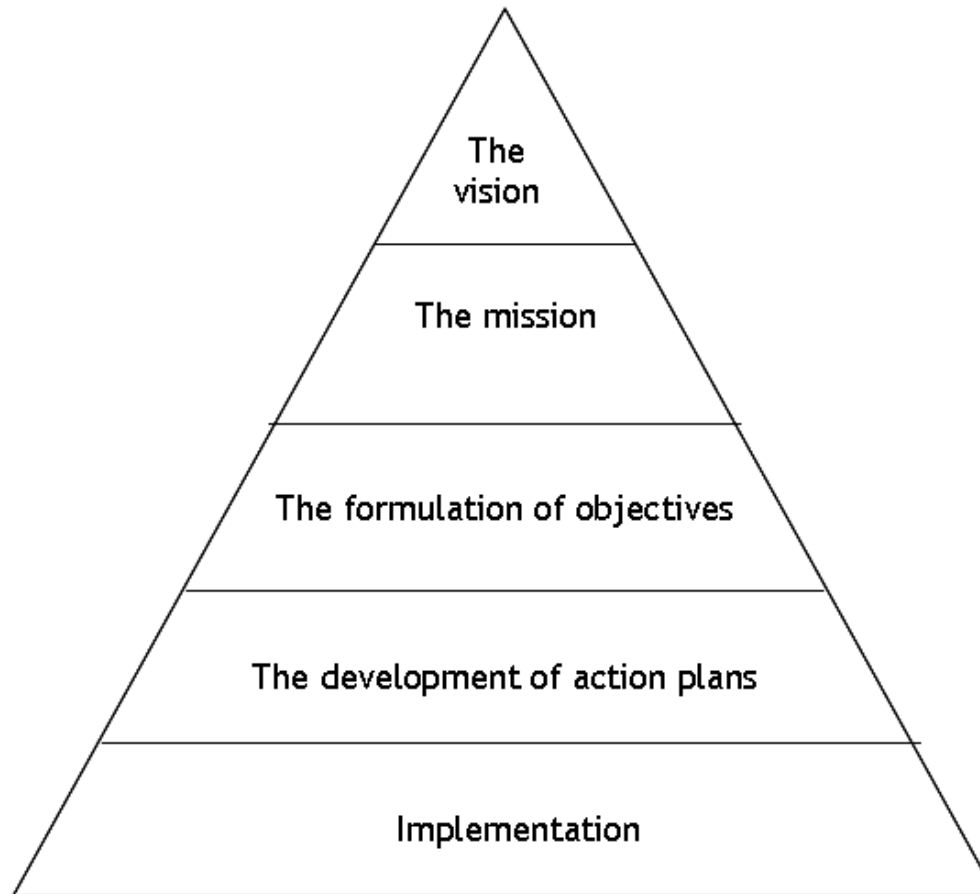 The
vision
The mission
The formulation of objectives
The development of action plans
Implementation